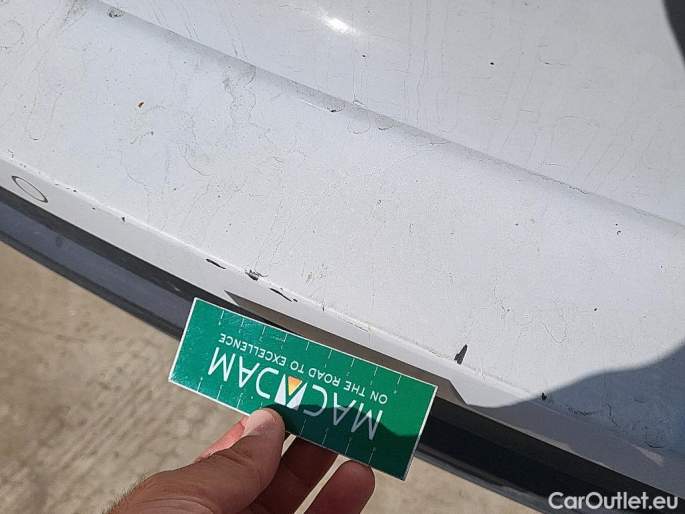 MACADAM
ON THE ROAD TO EXCELLENCE
CarOutlet.eu